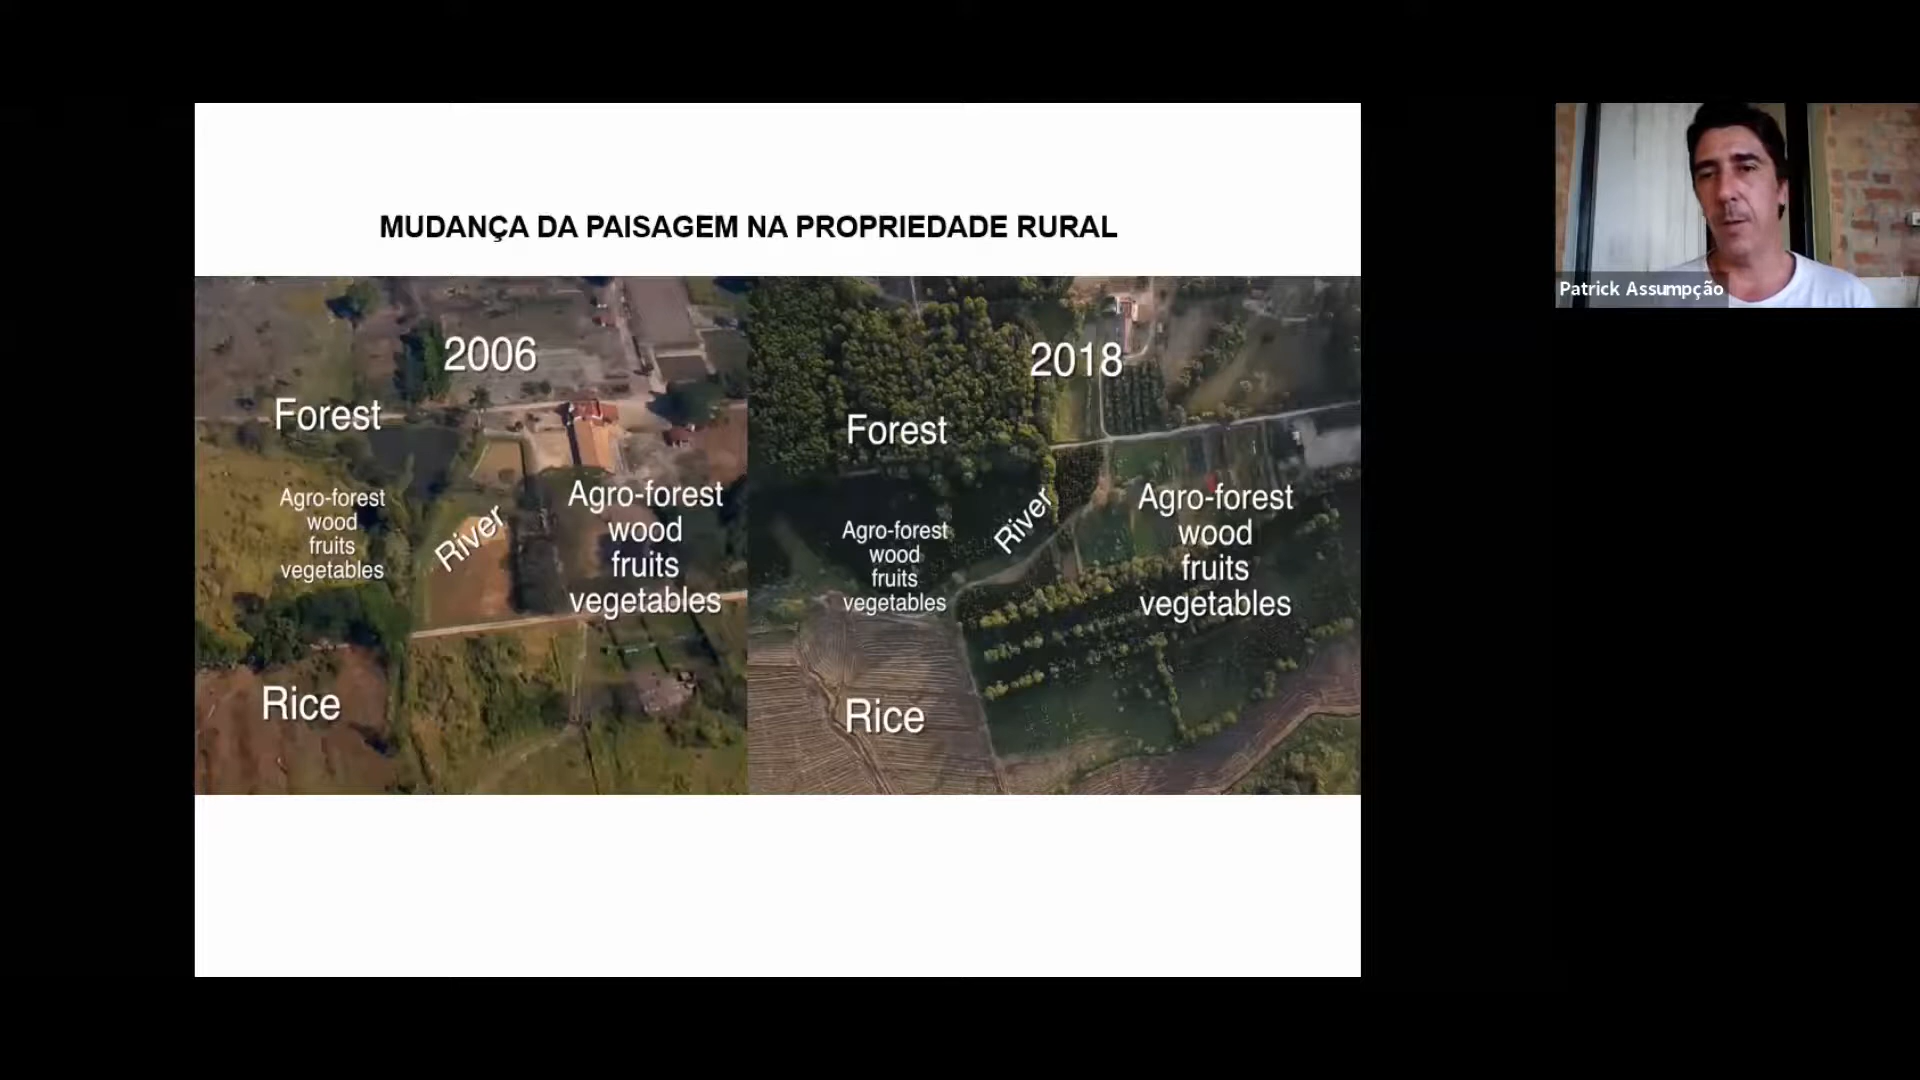 MUDANÇA DA PAISAGEM NA PROPRIEDADE RURAL
2006
Forest
Agro-forest
wood
fruits
vegetables
River
Agro-forest
wood
fruits
vegetables
Rice
2018
Forest
Agro-forest
wood
fruits
vegetables
River
Agro-forest
wood
fruits
vegetables
Rice
Patrick Assumpção